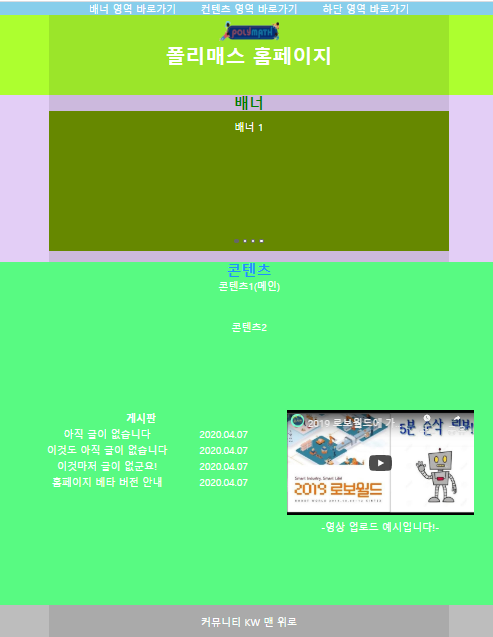 배너 영역 바로가기 컨텐츠 영역 바로가기 하단 영역 바로가기
POLYMATH
폴리매스 홈페이지
배너
배너 1
콘텐츠
콘텐츠1(메인)
콘텐츠2
게시판
아직 글이 없습니다 2020.04.07
이것도 아직 글이 없습니다 2020.04.07
이것마저 글이 없군요! 2020.04.07
홈페이지 베타 버전 안내 2020.04.07
2019 로보월드에 가
5분 순삭 로보월
Smart Industry, Smart Life!
2019 로보월드
-영상 업로드 예시입니다!-
커뮤니티 KW 맨 위로